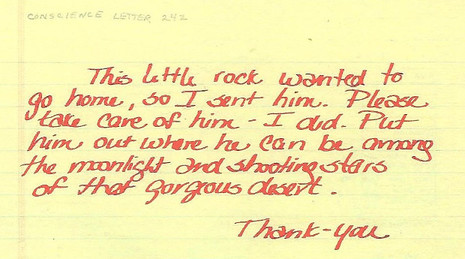 CONSCIENCE LETTER 242
This little rock wanted to
go home, so I sent him. Please
take care of him - I did. Put
him out where he can be among
the moonlight and shooting stars
of that gorgeous desert.
Thank-you